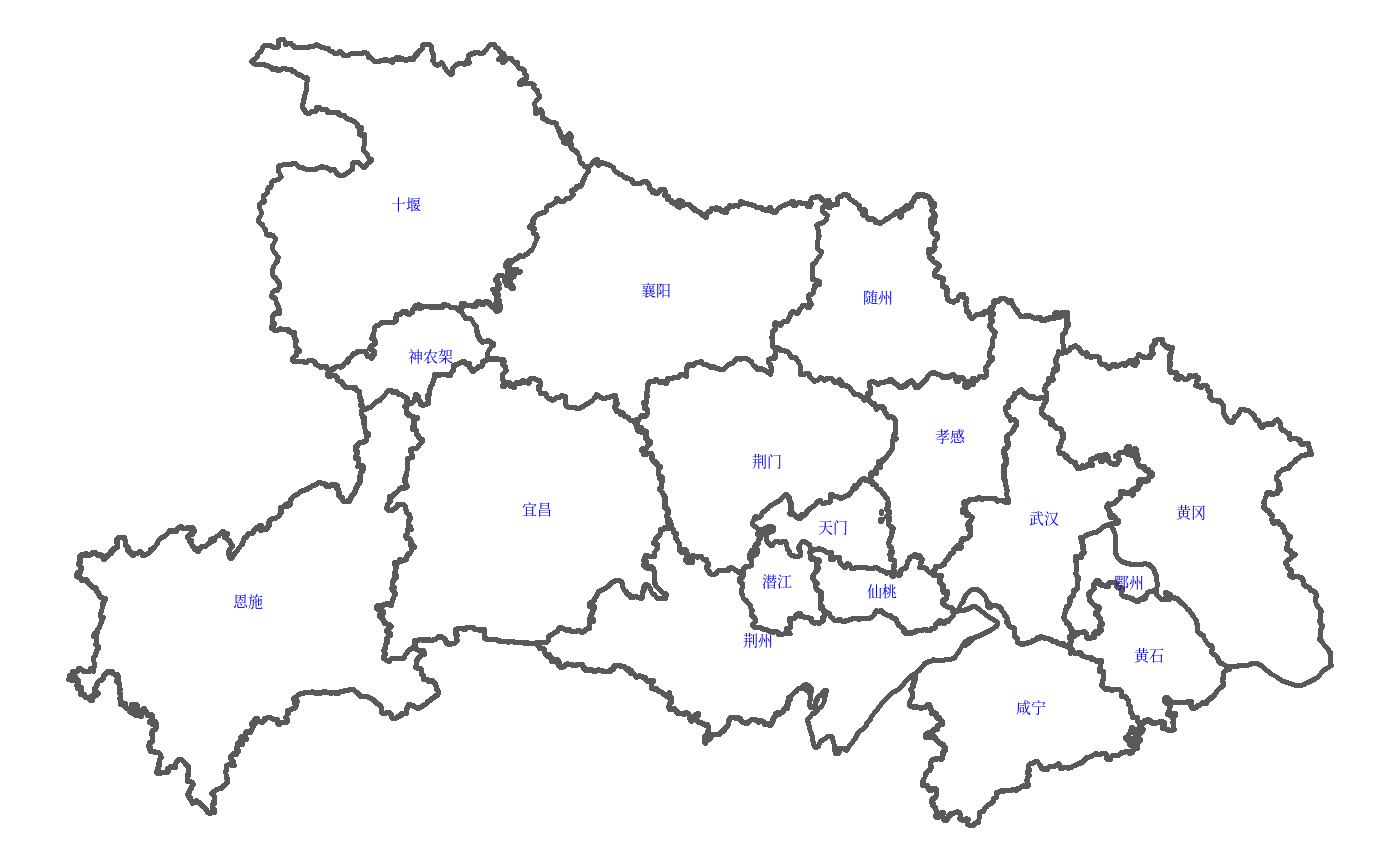 十堰
襄阳
随州
神农架
孝感
荆门
宜昌
黄冈
武汉
天门
潜江
鄂州
仙桃
恩施
荆州
黄石
咸宁